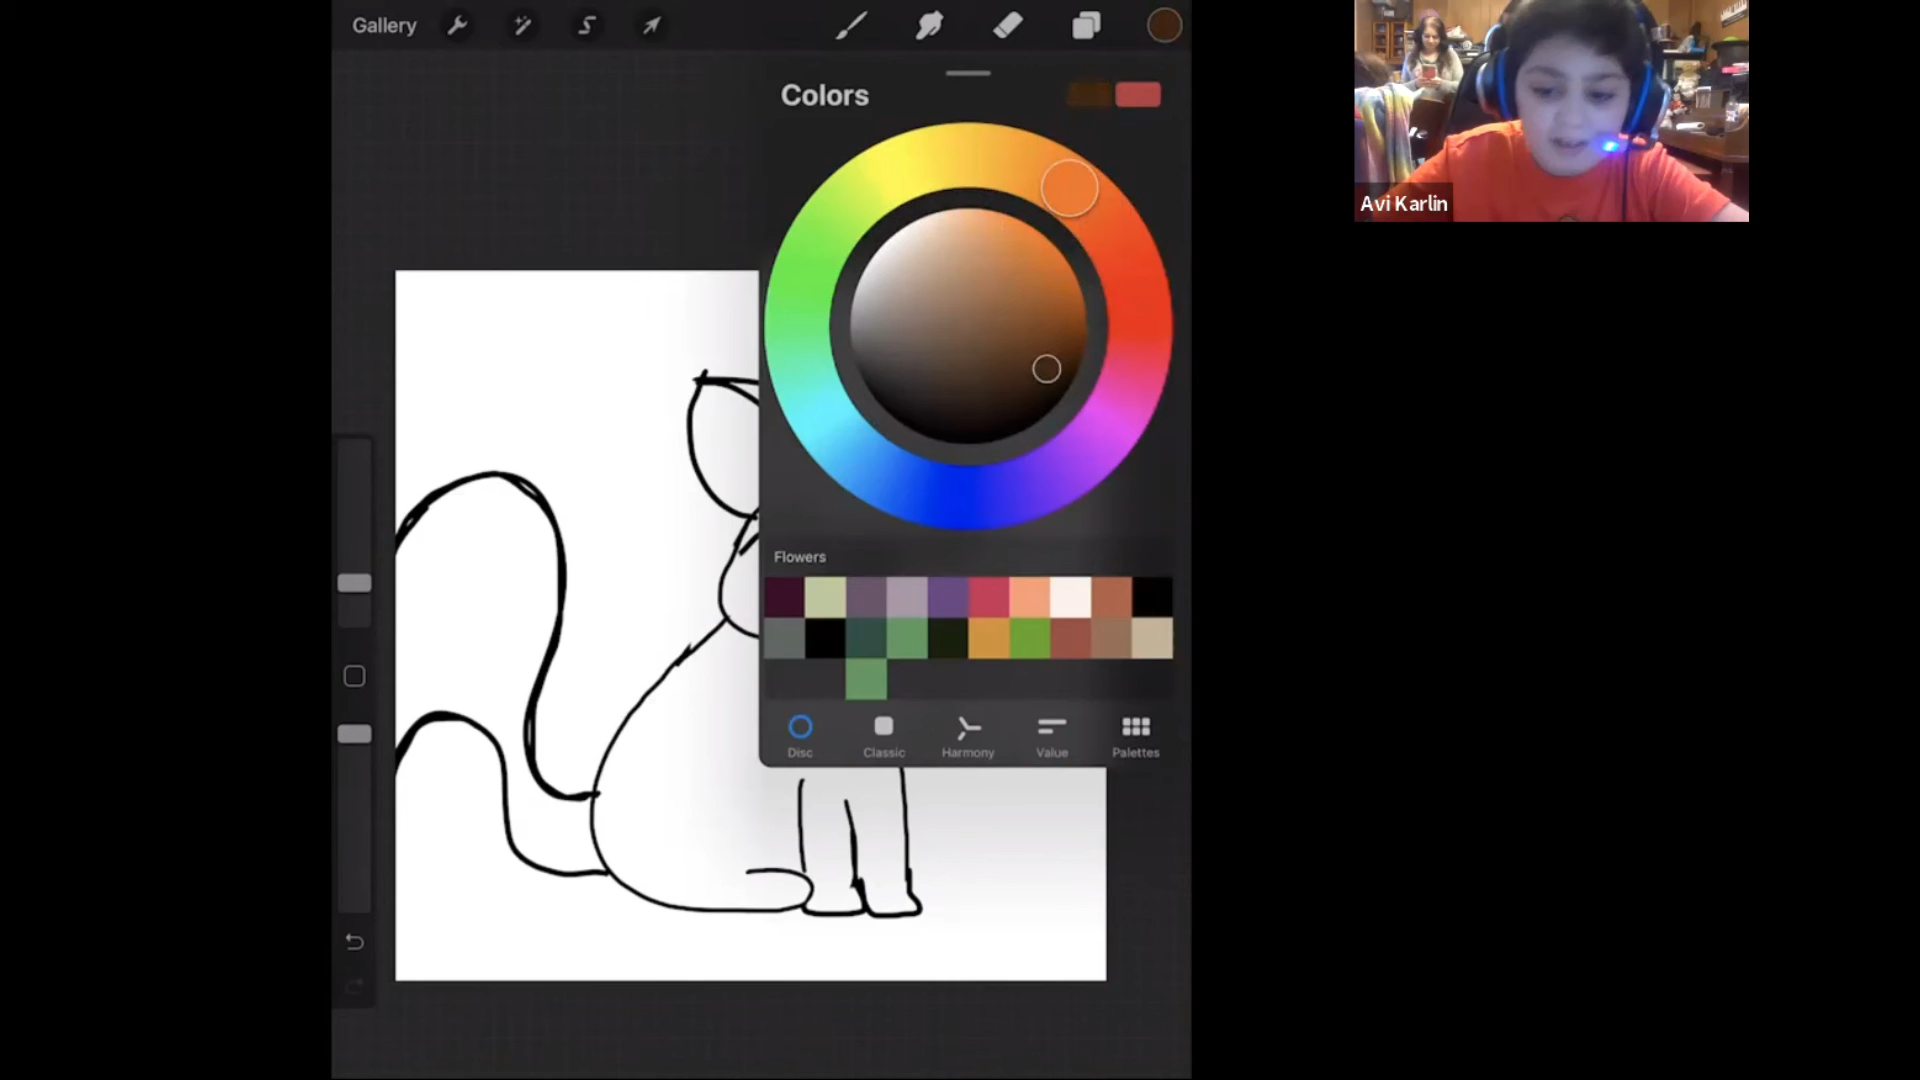 Gallery
Colors
Flowers
Disc
Classic
Harmony
Value
Palettes
Avi Karlin